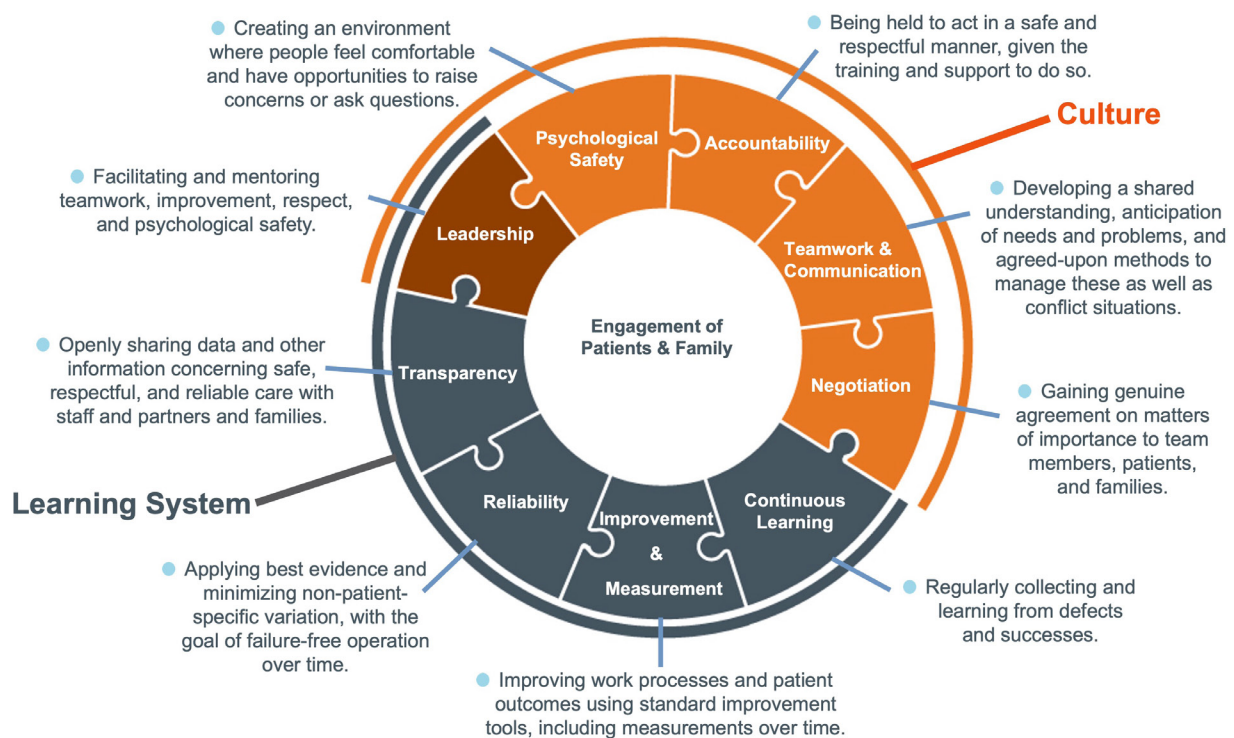 Creating an environment
where people feel comfortable
and have opportunities to raise
concerns or ask questions.
Being held to act in a safe and
respectful manner, given the
training and support to do so.
Culture
Psychological
Safety
Accountability
Facilitating and mentoring
teamwork, improvement, respect,
and psychological safety.
Leadership
Teamwork &
Communication
Developing a shared
understanding, anticipation
of needs and problems, and
agreed-upon methods to
manage these as well as
conflict situations.
Engagement of
Patients & Family
Openly sharing data and other
information concerning safe,
respectful, and reliable care with
staff and partners and families.
Transparency
Negotiation
Gaining genuine
agreement on matters
of importance to team
members, patients,
and families.
Learning System
Reliability
Improvement
&
Measurement
Continuous
Learning
Applying best evidence and
minimizing non-patient-
specific variation, with the
goal of failure-free operation
over time.
Regularly collecting and
learning from defects
and successes.
Improving work processes and patient
outcomes using standard improvement
tools, including measurements over time.